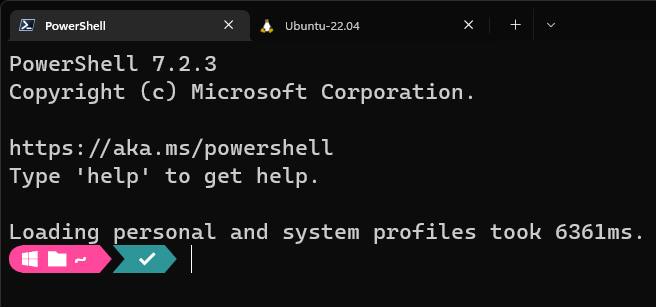 PowerShell
Ubuntu-22.04
PowerShell 7.2.3
Copyright (c) Microsoft Corporation.
https://aka.ms/powershell
Type 'help' to get help.
Loading personal and system profiles took 6361ms.
~